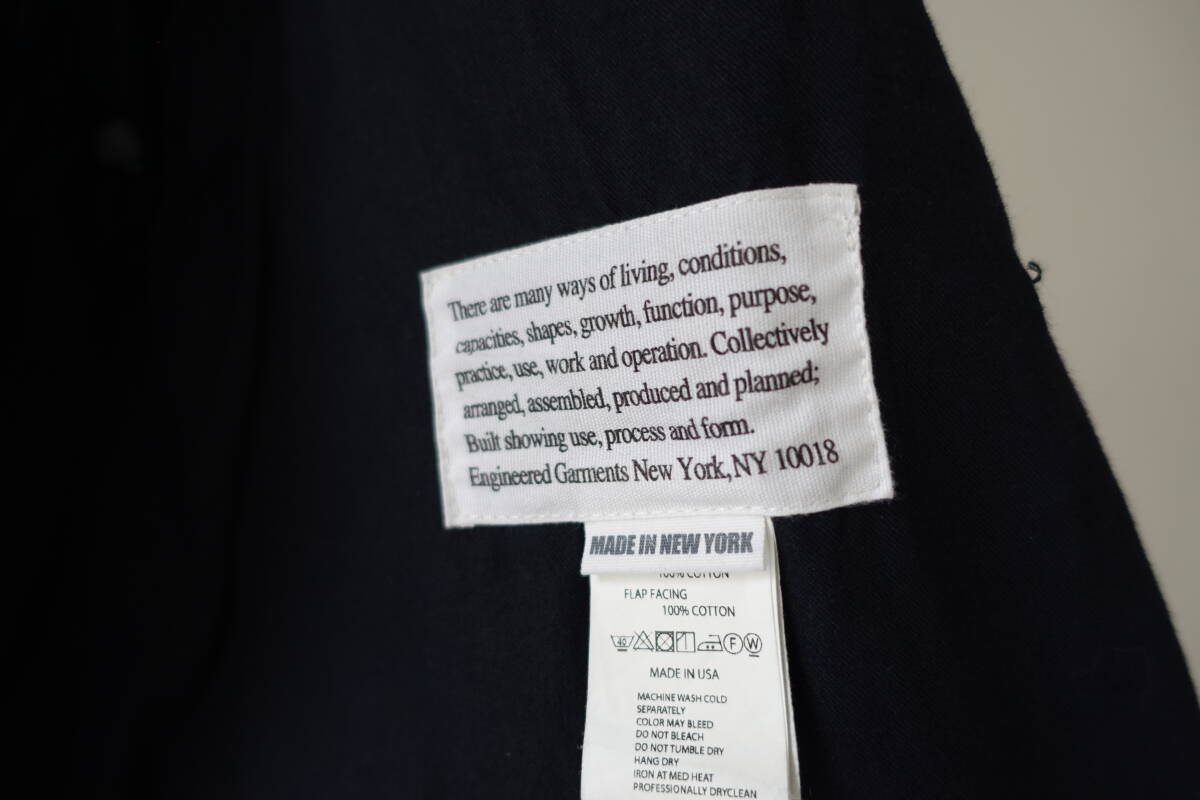 There are many ways of living, conditions,
capacities, shapes, growth, function, purpose,
practice, use, work and operation. Collectively
arranged, assembled, produced and planned;
Built showing use, process and form.
Engineered Garments New York, NY 10018
MADE IN NEW YORK
100% COTTON
FLAP FACING
100% COTTON
40 F W
MADE IN USA
MACHINE WASH COLD
SEPARATELY
COLOR MAY BLEED
DO NOT BLEACH
DO NOT TUMBLE DRY
HANG DRY
IRON AT MED HEAT
PROFESSIONALLY DRYCLEAN